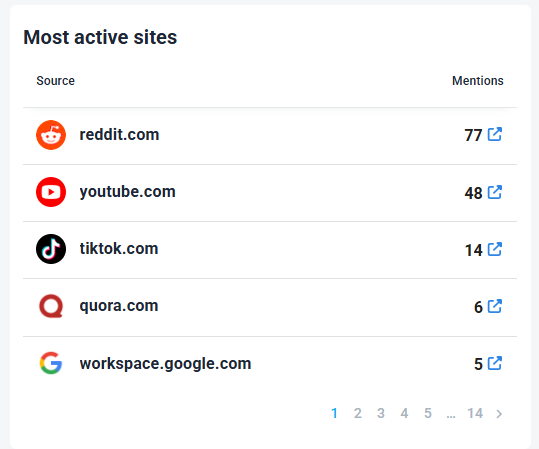 Most active sites
Source Mentions
reddit.com 77
youtube.com 48
tiktok.com 14
quora.com 6
workspace.google.com 5
1 2 3 4 5 ... 14 >